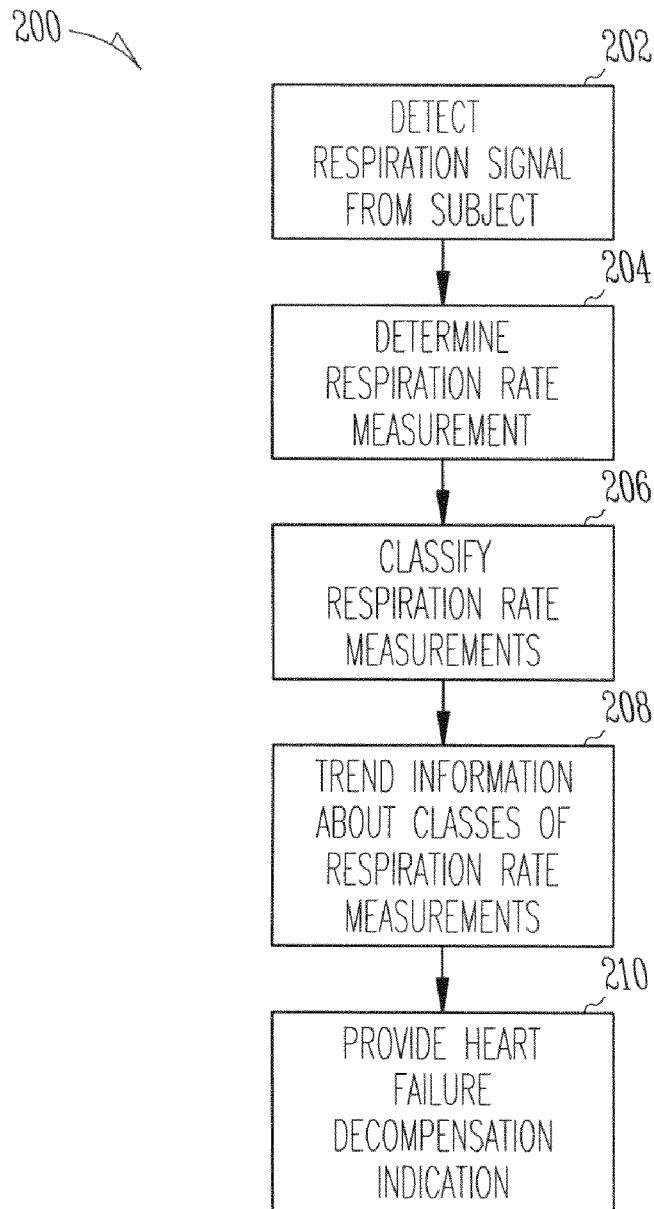 200
202
DETECT
RESPIRATION SIGNAL
FROM SUBJECT
204
DETERMINE
RESPIRATION RATE
MEASUREMENT
206
CLASSIFY
RESPIRATION RATE
MEASUREMENTS
208
TREND INFORMATION
ABOUT CLASSES OF
RESPIRATION RATE
MEASUREMENTS
210
PROVIDE HEART
FAILURE
DECOMPENSATION
INDICATION